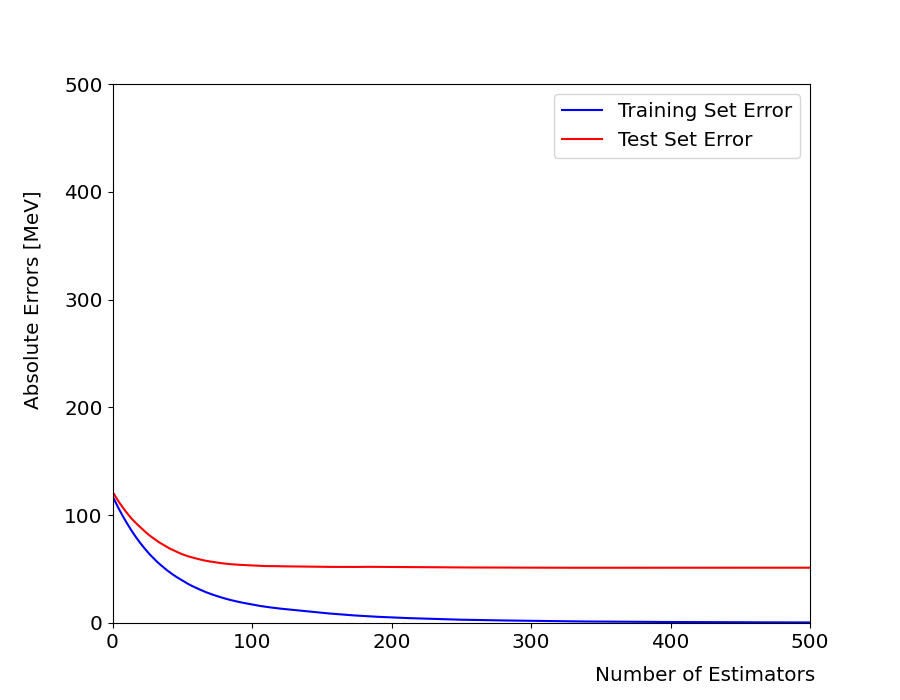 500
400
300
200
100
0
Absolute Errors [MeV]
Training Set Error
Test Set Error
0 100 200 300 400 500
Number of Estimators